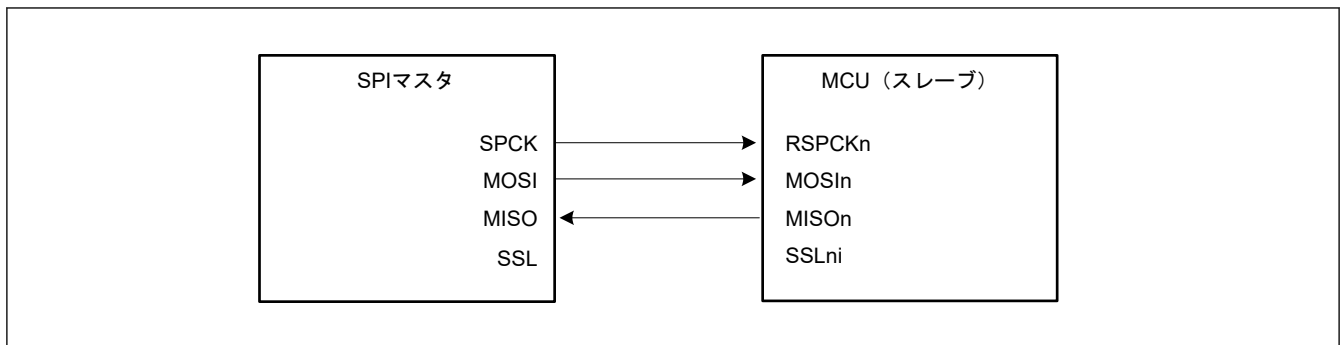 SPIマスタ
SPCK
MOSI
MISO
SSL
MCU（スレーブ）
RSPCKn
MOSIn
MISOn
SSLni